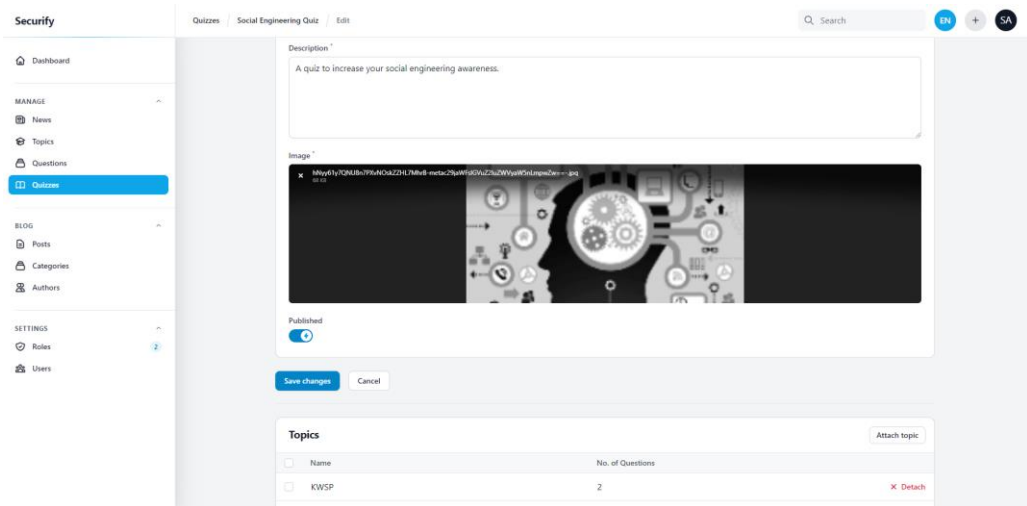 Securify
Quizzes / Social Engineering Quiz / Edit
Search
EN
SA
Dashboard
MANAGE
News
Topics
Questions
Quizzes
BLOG
Posts
Categories
Authors
SETTINGS
Roles 2
Users
Description *
A quiz to increase your social engineering awareness.
Image *
Published
Save changes Cancel
Topics
Attach topic
Name No. of Questions
KWSP 2 × Detach